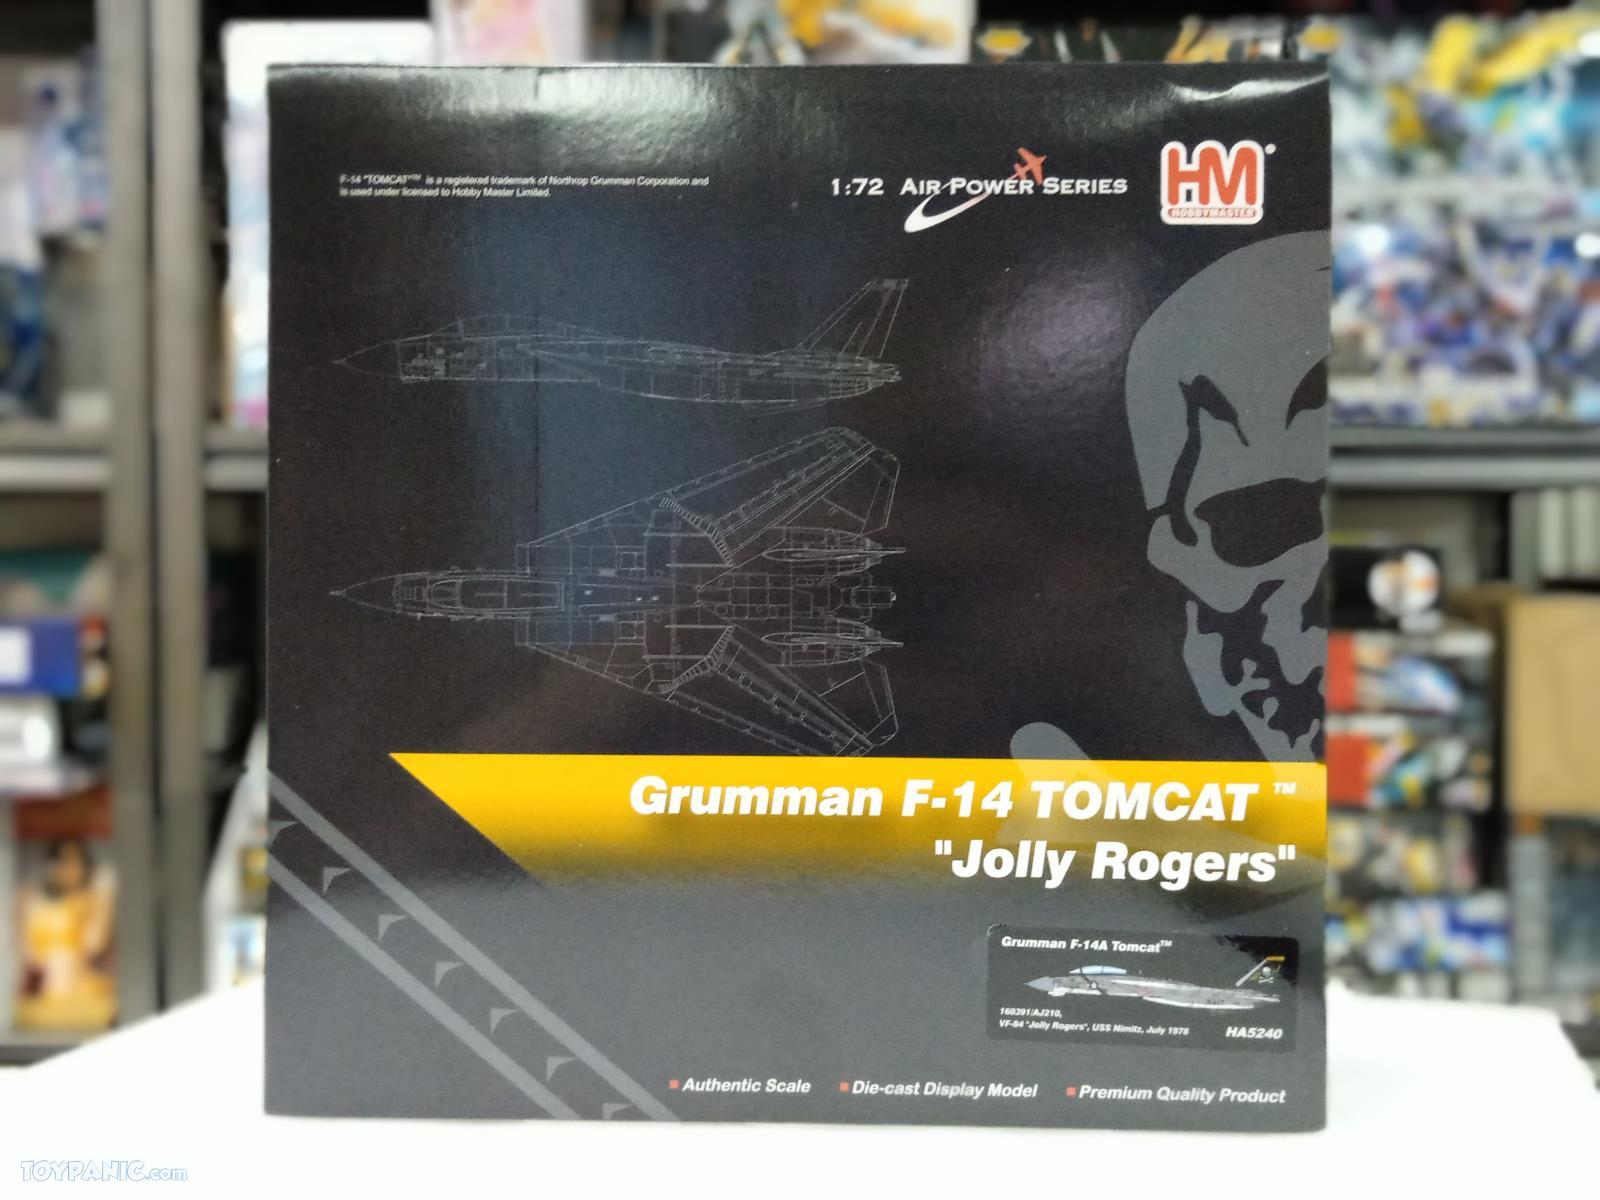 F-14 "TOMCAT"™ is a registered trademark of Northrop Grumman Corporation and
is used under licensed to Hobby Master Limited.
1:72 AIR POWER SERIES
HM®
HOBBYMASTER
Grumman F-14 TOMCAT ™
"Jolly Rogers"
Grumman F-14A Tomcat™
160391/AJ210,
VF-84 "Jolly Rogers", USS Nimitz, July 1978
HA5240
Authentic Scale
Die-cast Display Model
Premium Quality Product
TOYPANIC.com